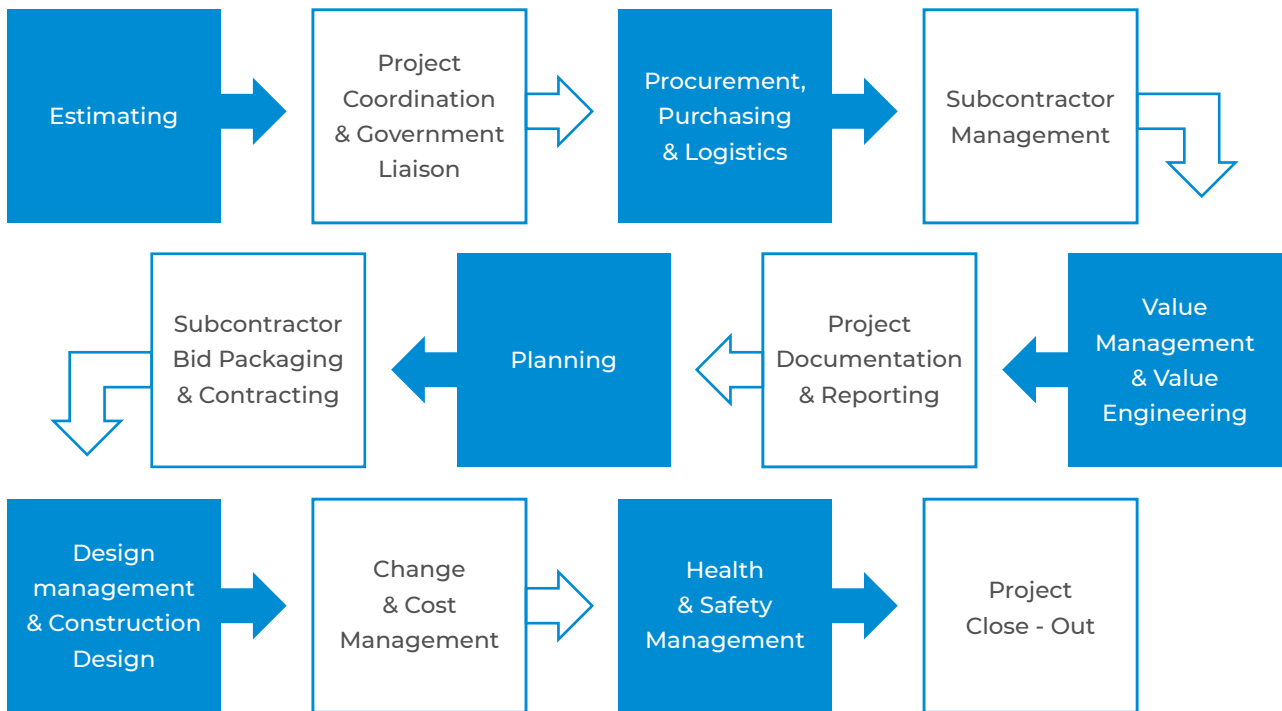 Estimating
Project
Coordination
& Government
Liaison
Procurement,
Purchasing
& Logistics
Subcontractor
Management
Value
Management
& Value
Engineering
Project
Documentation
& Reporting
Planning
Subcontractor
Bid Packaging
& Contracting
Design
management
& Construction
Design
Change
& Cost
Management
Health
& Safety
Management
Project
Close - Out